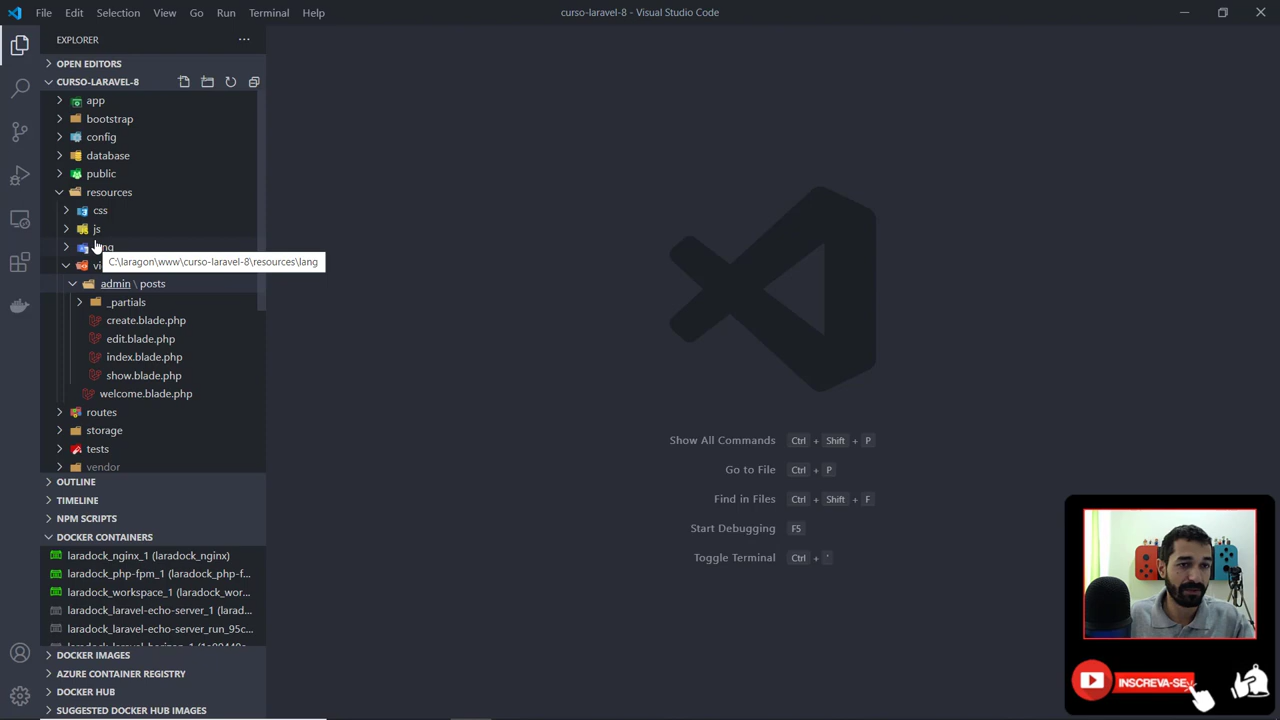 File Edit Selection View Go Run Terminal Help
curso-laravel-8 - Visual Studio Code
EXPLORER
OPEN EDITORS
CURSO-LARAVEL-8
app
bootstrap
config
database
public
resources
css
js
C:\laragon\www\curso-laravel-8\resources\lang
admin \ posts
_partials
create.blade.php
edit.blade.php
index.blade.php
show.blade.php
welcome.blade.php
routes
storage
tests
vendor
OUTLINE
TIMELINE
NPM SCRIPTS
DOCKER CONTAINERS
laradock_nginx_1 (laradock_nginx)
laradock_php-fpm_1 (laradock_php-f...
laradock_workspace_1 (laradock_wor...
laradock_laravel-echo-server_1 (larad...
laradock_laravel-echo-server_run_95c...
DOCKER IMAGES
AZURE CONTAINER REGISTRY
DOCKER HUB
SUGGESTED DOCKER HUB IMAGES
Show All Commands Ctrl + Shift + P
Go to File Ctrl + P
Find in Files Ctrl + Shift + F
Start Debugging F5
Toggle Terminal Ctrl + '
INSCREVA-SE